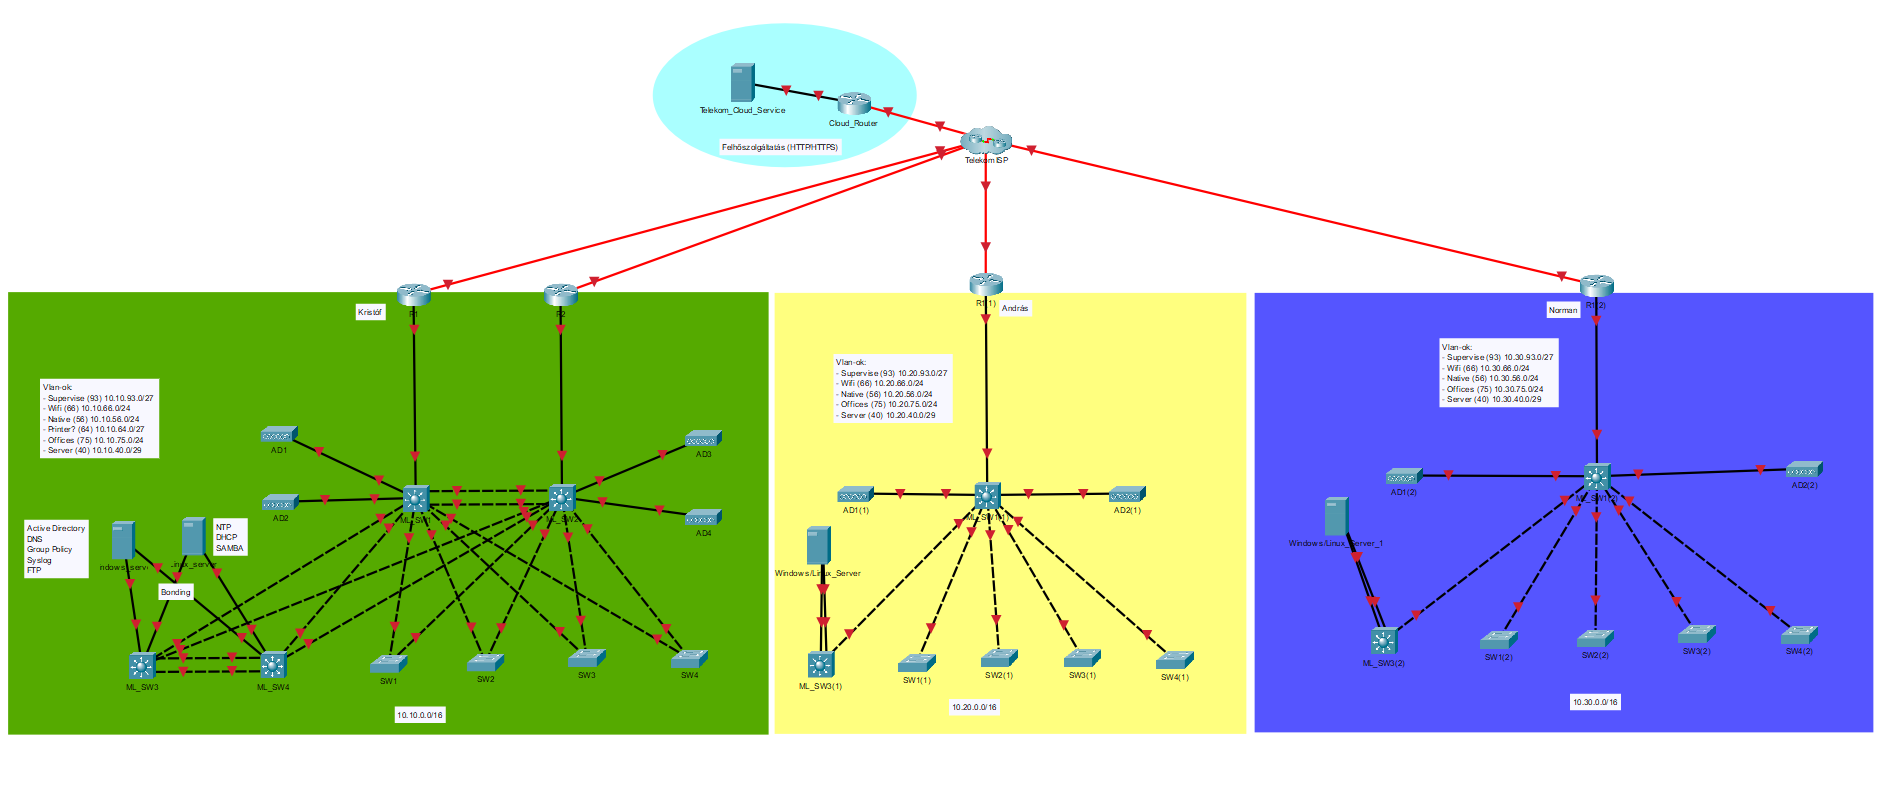 Telekom_Cloud_Service
Cloud_Router
Felhőszolgáltatás (HTTP/HTTPS)
Telekom ISP
Kristóf
R1
R2
Vlan-ok:
- Supervise (93) 10.10.93.0/27
- Wifi (66) 10.10.66.0/24
- Native (56) 10.10.56.0/24
- Printer? (64) 10.10.64.0/27
- Offices (75) 10.10.75.0/24
- Server (40) 10.10.40.0/29
AD1
AD2
AD3
AD4
ML_SW1
ML_SW2
Active Directory
DNS
Group Policy
Syslog
FTP
NTP
DHCP
SAMBA
Bonding
ML_SW3
ML_SW4
SW1
SW2
SW3
SW4
10.10.0.0/16
R1(1)
András
Vlan-ok:
- Supervise (93) 10.20.93.0/27
- Wifi (66) 10.20.66.0/24
- Native (56) 10.20.56.0/24
- Offices (75) 10.20.75.0/24
- Server (40) 10.20.40.0/29
AD1(1)
ML_SW1(1)
AD2(1)
Windows/Linux_Server
ML_SW3(1)
SW1(1)
SW2(1)
SW3(1)
SW4(1)
10.20.0.0/16
R1(2)
Norman
Vlan-ok:
- Supervise (93) 10.30.93.0/27
- Wifi (66) 10.30.66.0/24
- Native (56) 10.30.56.0/24
- Offices (75) 10.30.75.0/24
- Server (40) 10.30.40.0/29
AD1(2)
ML_SW1(2)
AD2(2)
Windows/Linux_Server_1
ML_SW3(2)
SW1(2)
SW2(2)
SW3(2)
SW4(2)
10.30.0.0/16